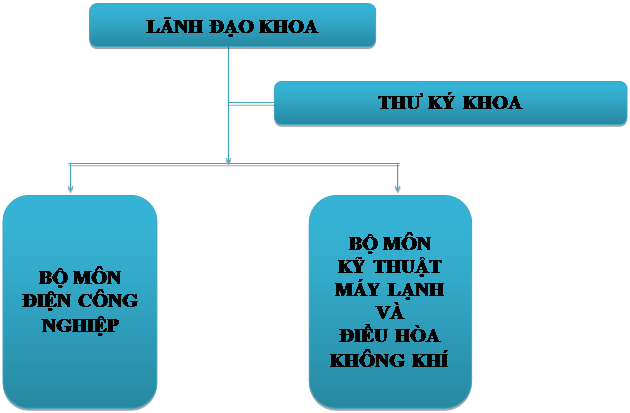 LÃNH ĐẠO KHOA
THƯ KÝ KHOA
BỘ MÔN
ĐIỆN CÔNG
NGHIỆP
BỘ MÔN
KỸ THUẬT
MÁY LẠNH
VÀ
ĐIỀU HÒA
KHÔNG KHÍ